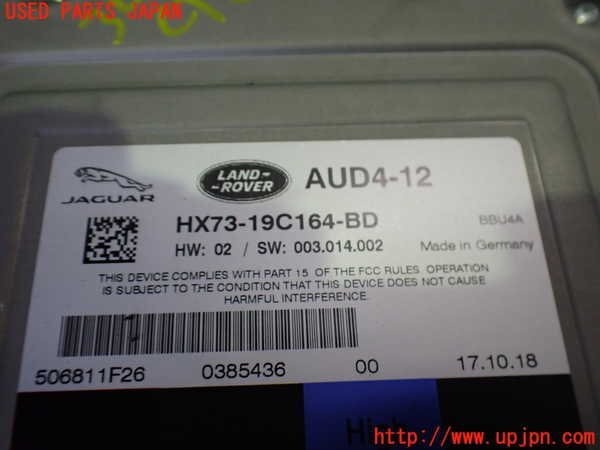 USED PARTS JAPAN
JAGUAR
LAND-
-ROVER
AUD4-12
HX73-19C164-BD
BBU4A
HW: 02 / SW: 003.014.002
Made in Germany
THIS DEVICE COMPLIES WITH PART 15 OF THE FCC RULES. OPERATION
IS SUBJECT TO THE CONDITION THAT THIS DEVICE DOES NOT CAUSE
HARMFUL INTERFERENCE.
506811F26 0385436 00 17.10.18
http://www.upjpn.com/